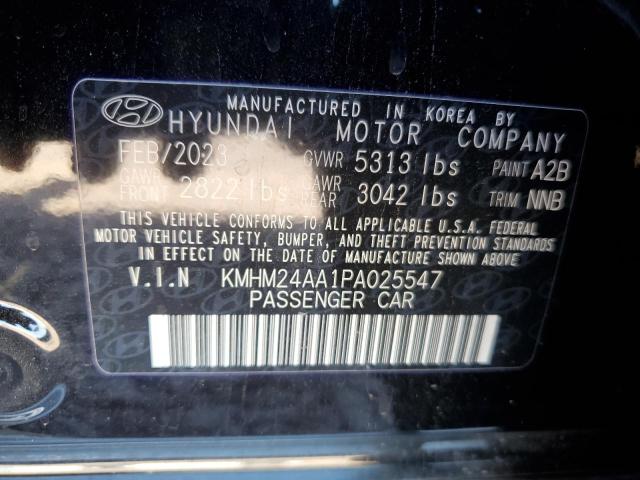 MANUFACTURED IN KOREA BY
HYUNDAI MOTOR COMPANY
FEB/2023 GVWR 5313 lbs PAINT A2B
GAWR FRONT 2822 lbs GAWR REAR 3042 lbs TRIM NNB
THIS VEHICLE CONFORMS TO ALL APPLICABLE U.S.A. FEDERAL
MOTOR VEHICLE SAFETY, BUMPER, AND THEFT PREVENTION STANDARDS
IN EFFECT ON THE DATE OF MANUFACTURE SHOWN ABOVE.
V.I.N KMHM24AA1PA025547
PASSENGER CAR